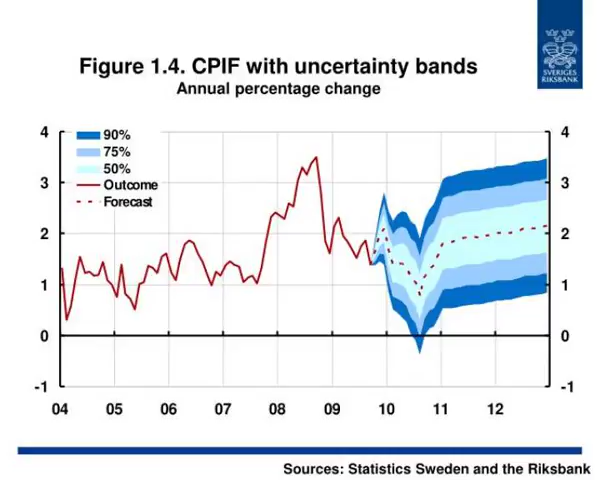 SVERIGES
RIKSBANK
Figure 1.4. CPIF with uncertainty bands
Annual percentage change
90%
75%
50%
Outcome
Forecast
4 4
3 3
2 2
1 1
0 0
-1 -1
04 05 06 07 08 09 10 11 12
Sources: Statistics Sweden and the Riksbank